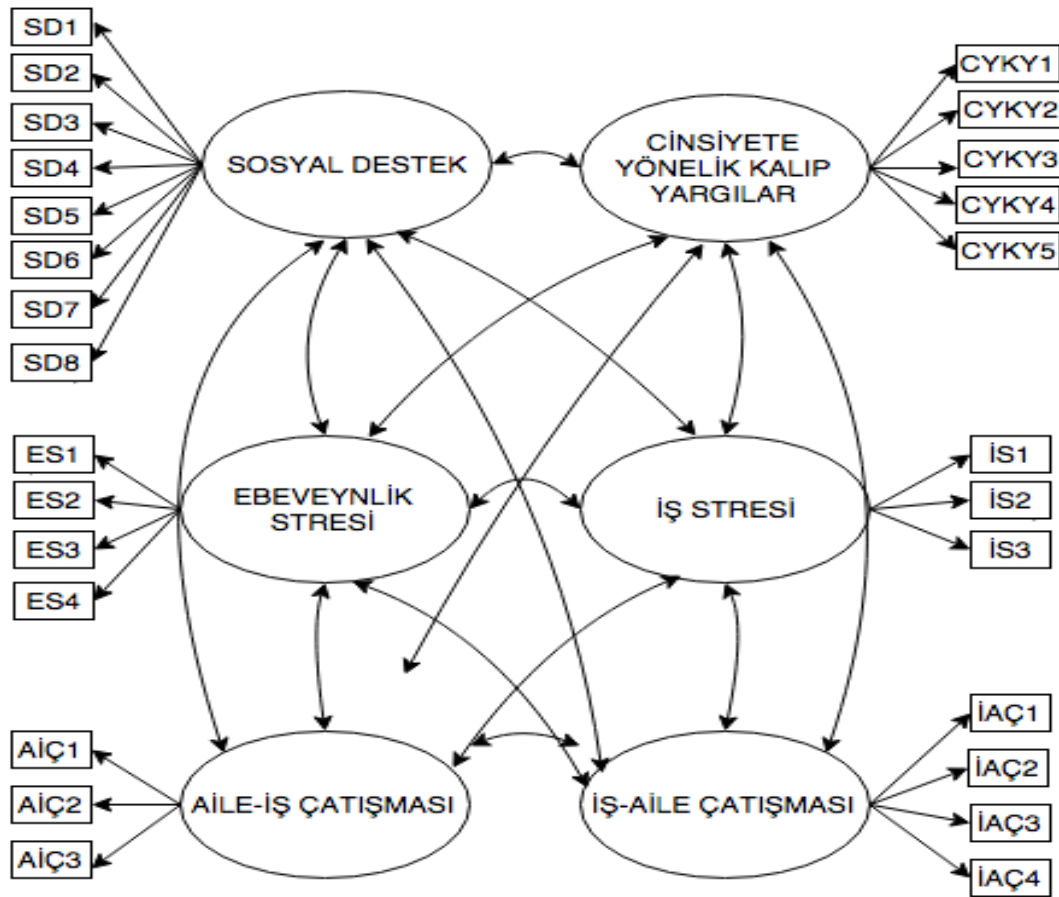 SD1
SD2
SD3
SD4
SD5
SD6
SD7
SD8
SOSYAL DESTEK
CİNSİYETE
YÖNELİK KALIP
YARGILAR
CYKY1
CYKY2
CYKY3
CYKY4
CYKY5
ES1
ES2
ES3
ES4
EBEVEYNLİK
STRESİ
İŞ STRESİ
İS1
İS2
İS3
AİÇ1
AİÇ2
AİÇ3
AİLE-İŞ ÇATIŞMASI
İŞ-AİLE ÇATIŞMASI
İAÇ1
İAÇ2
İAÇ3
İAÇ4